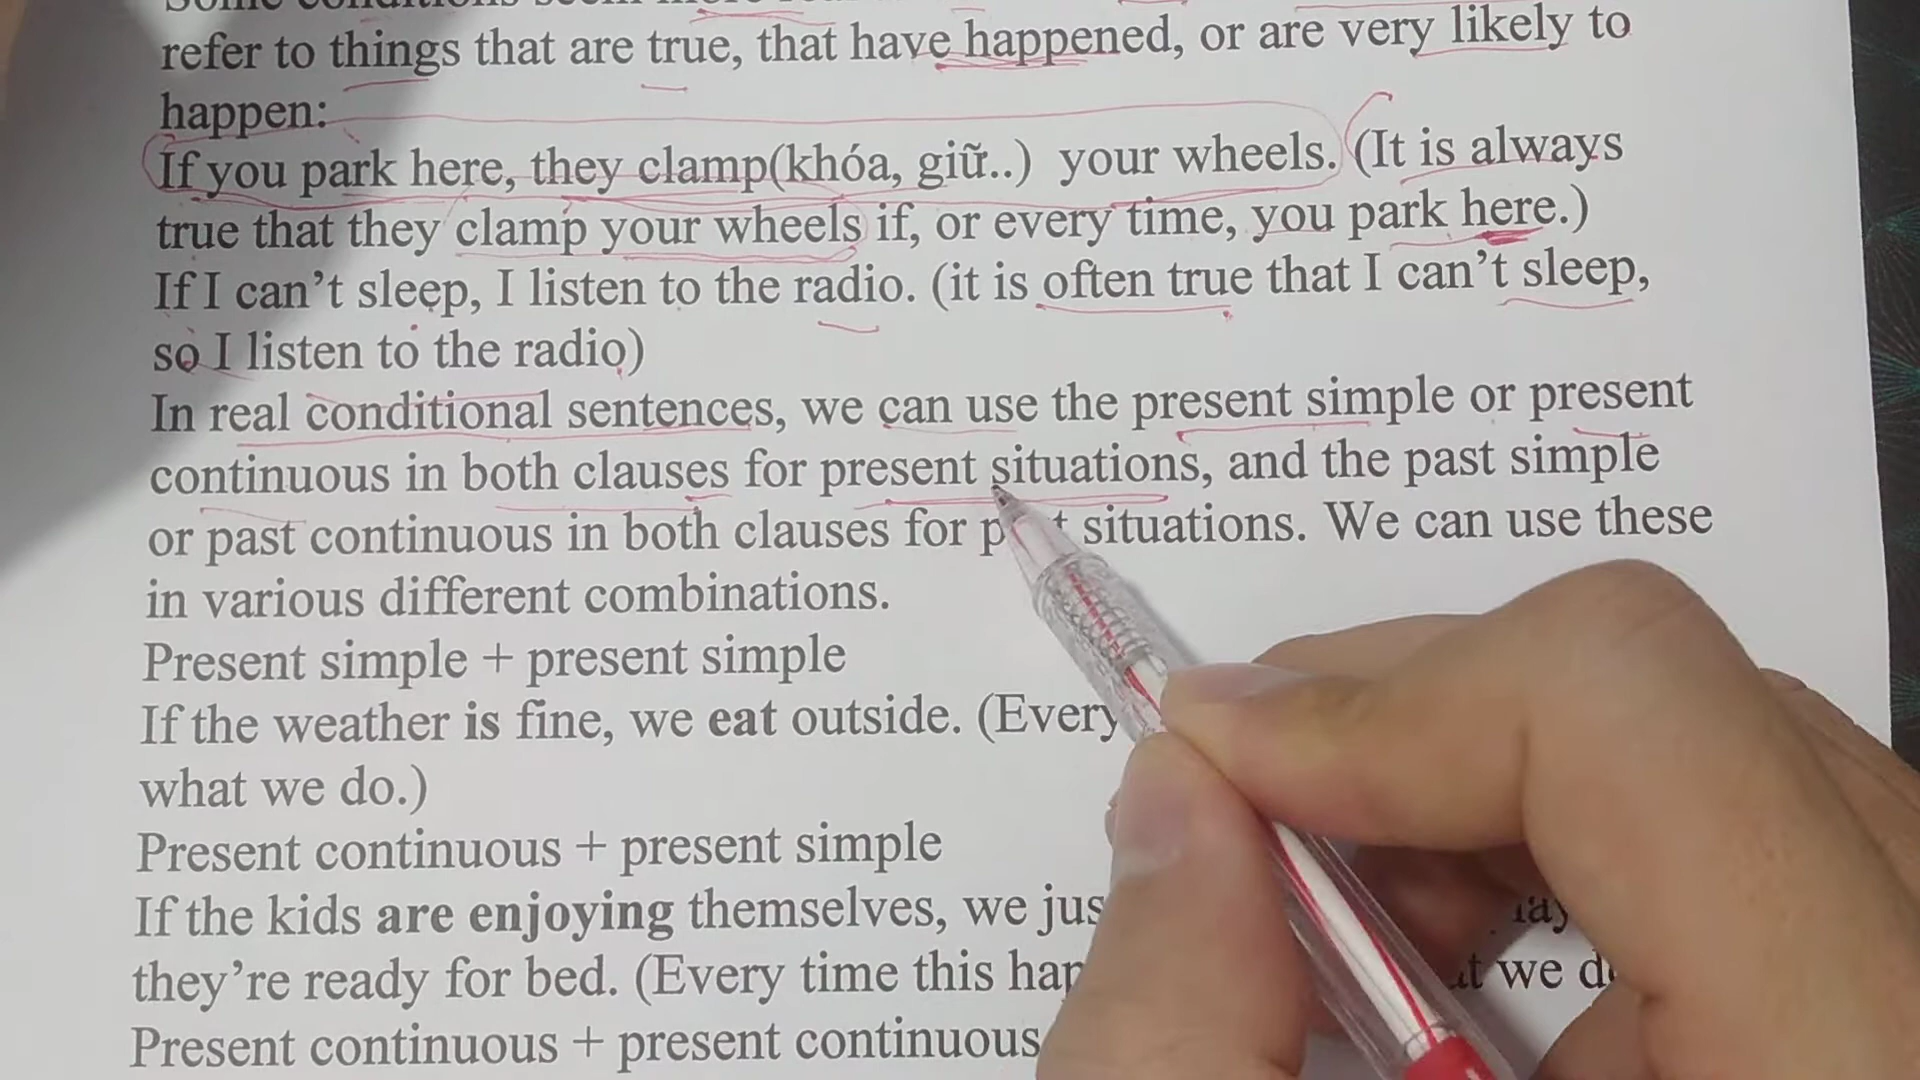 refer to things that are true, that have happened, or are very likely to
happen:
If you park here, they clamp(khóa, giữ..) your wheels. (It is always
true that they clamp your wheels if, or every time, you park here.)
If I can’t sleep, I listen to the radio. (it is often true that I can’t sleep,
so I listen to the radio)
In real conditional sentences, we can use the present simple or present
continuous in both clauses for present situations, and the past simple
or past continuous in both clauses for situations. We can use these
in various different combinations.
Present simple + present simple
If the weather is fine, we eat outside. (Every
what we do.)
Present continuous + present simple
If the kids are enjoying themselves, we
they’re ready for bed. (Every time this we
Present continuous + present continuous